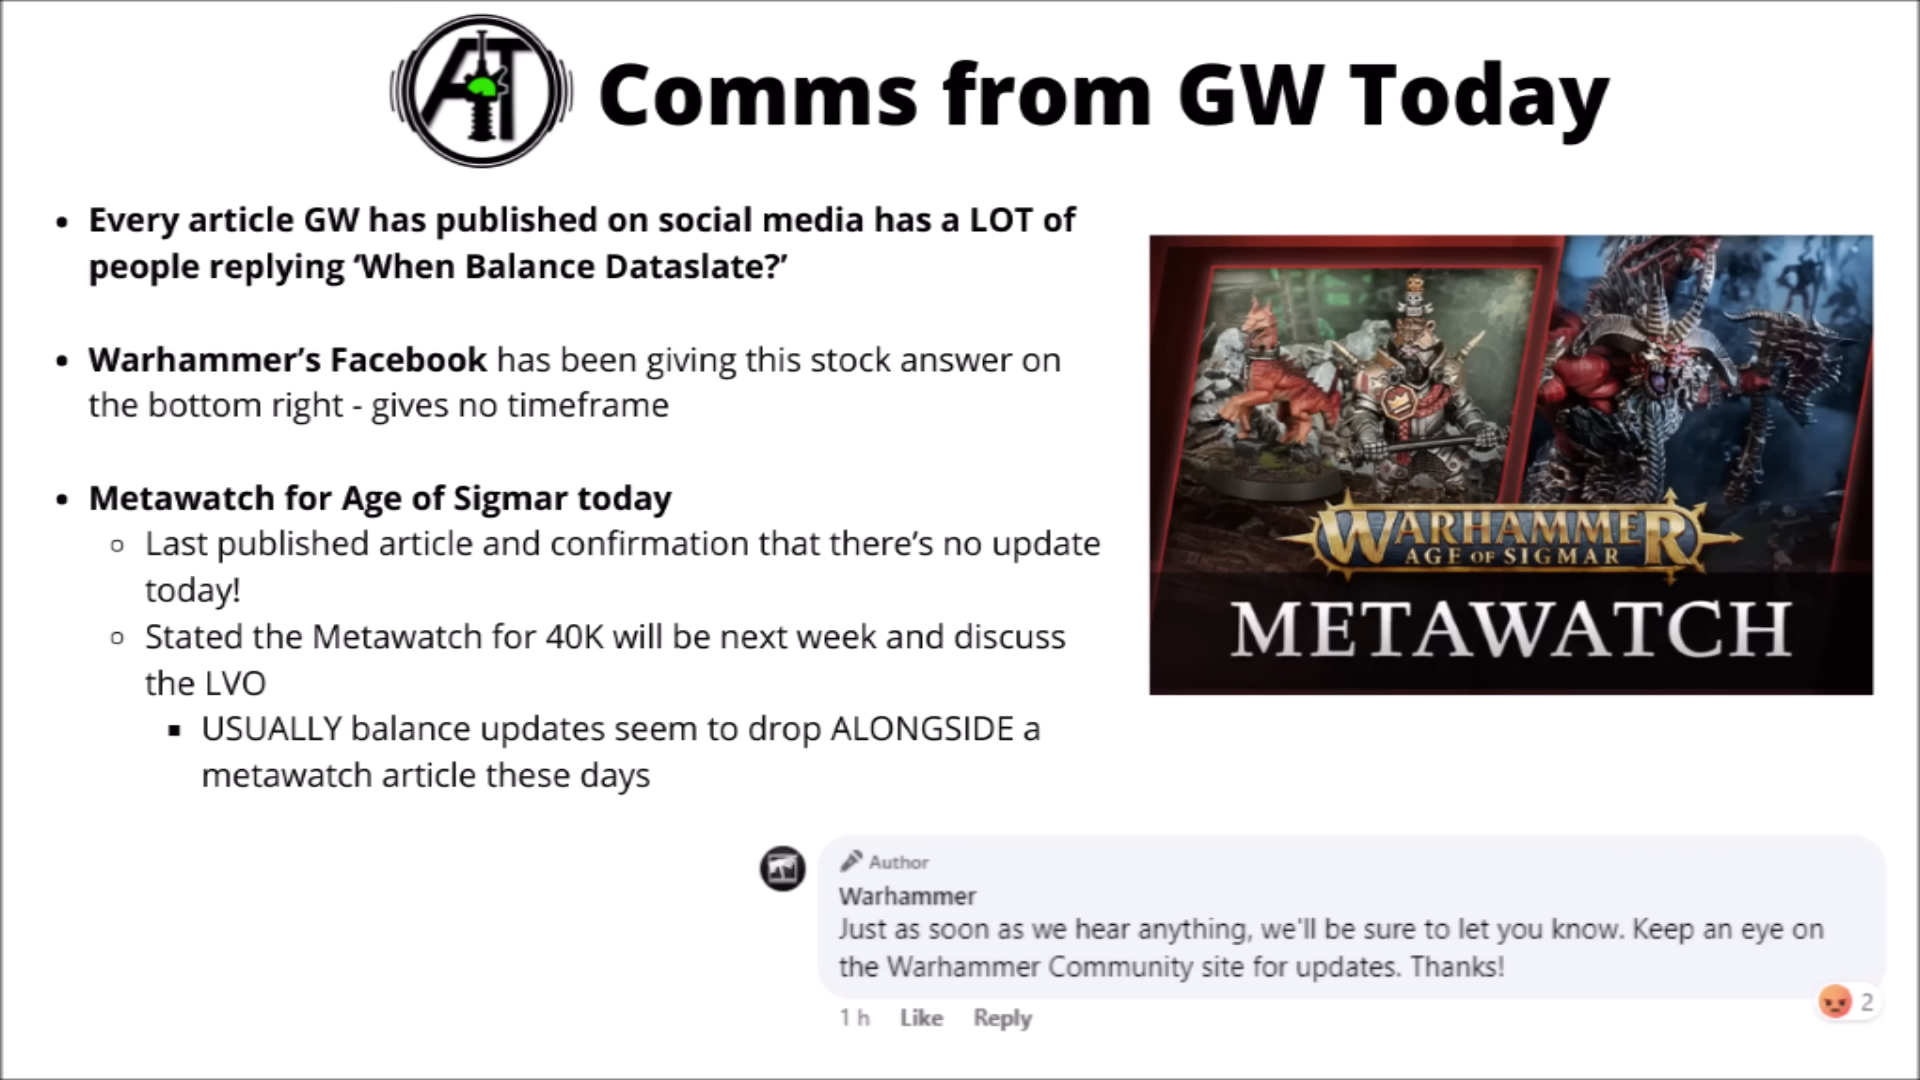 AT
Comms from GW Today
• Every article GW has published on social media has a LOT of
people replying ‘When Balance Dataslate?’
• Warhammer’s Facebook has been giving this stock answer on
the bottom right - gives no timeframe
• Metawatch for Age of Sigmar today
○ Last published article and confirmation that there’s no update
today!
○ Stated the Metawatch for 40K will be next week and discuss
the LVO
▪ USUALLY balance updates seem to drop ALONGSIDE a
metawatch article these days
WARHAMMER
AGE OF SIGMAR
METAWATCH
Author
Warhammer
Just as soon as we hear anything, we'll be sure to let you know. Keep an eye on
the Warhammer Community site for updates. Thanks!
2
1 h Like Reply